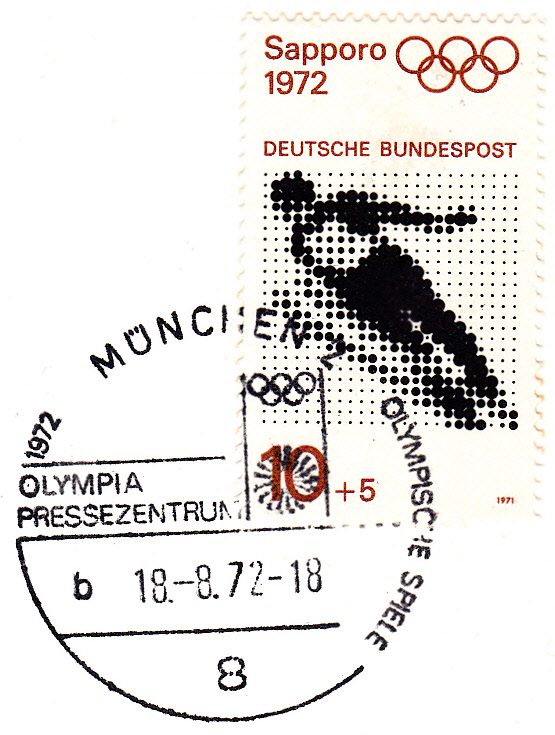 Sapporo
1972
DEUTSCHE BUNDESPOST
10 +5
1971
MÜNCHEN 2
1972
OLYMPISCHE SPIELE
OLYMPIA
PRESSEZENTRUM
b 18.-8.72-18
8